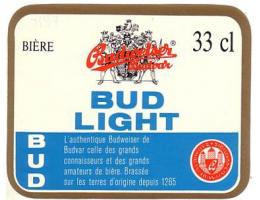 BIÈRE
Budweiser
Budvar
33 cl
BUD
LIGHT
BUD
L'authentique Budweiser de
Budvar celle des grands
connaisseurs et des grands
amateurs de bière. Brassée
sur les terres d'origine depuis 1265